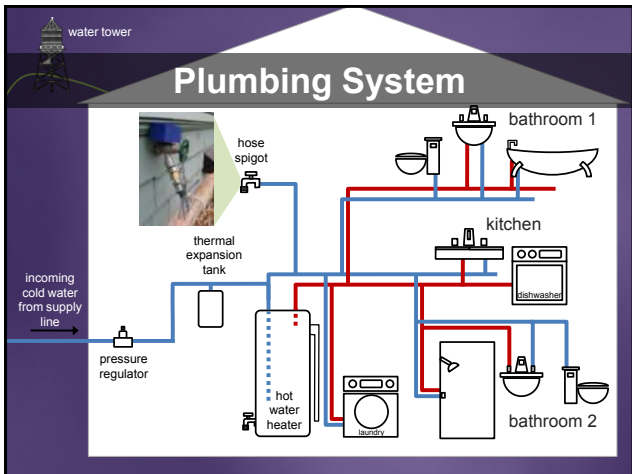 water tower
Plumbing System
bathroom 1
hose
spigot
kitchen
thermal
expansion
tank
incoming
cold water
from supply
line
dishwasher
pressure
regulator
hot
water
heater
laundry
bathroom 2